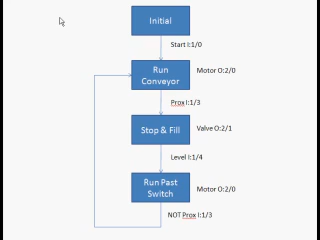 Initial
Start I:1/0
Run
Conveyor
Motor O:2/0
Prox I:1/3
Stop & Fill
Valve O:2/1
Level I:1/4
Run Past
Switch
Motor O:2/0
NOT Prox I:1/3